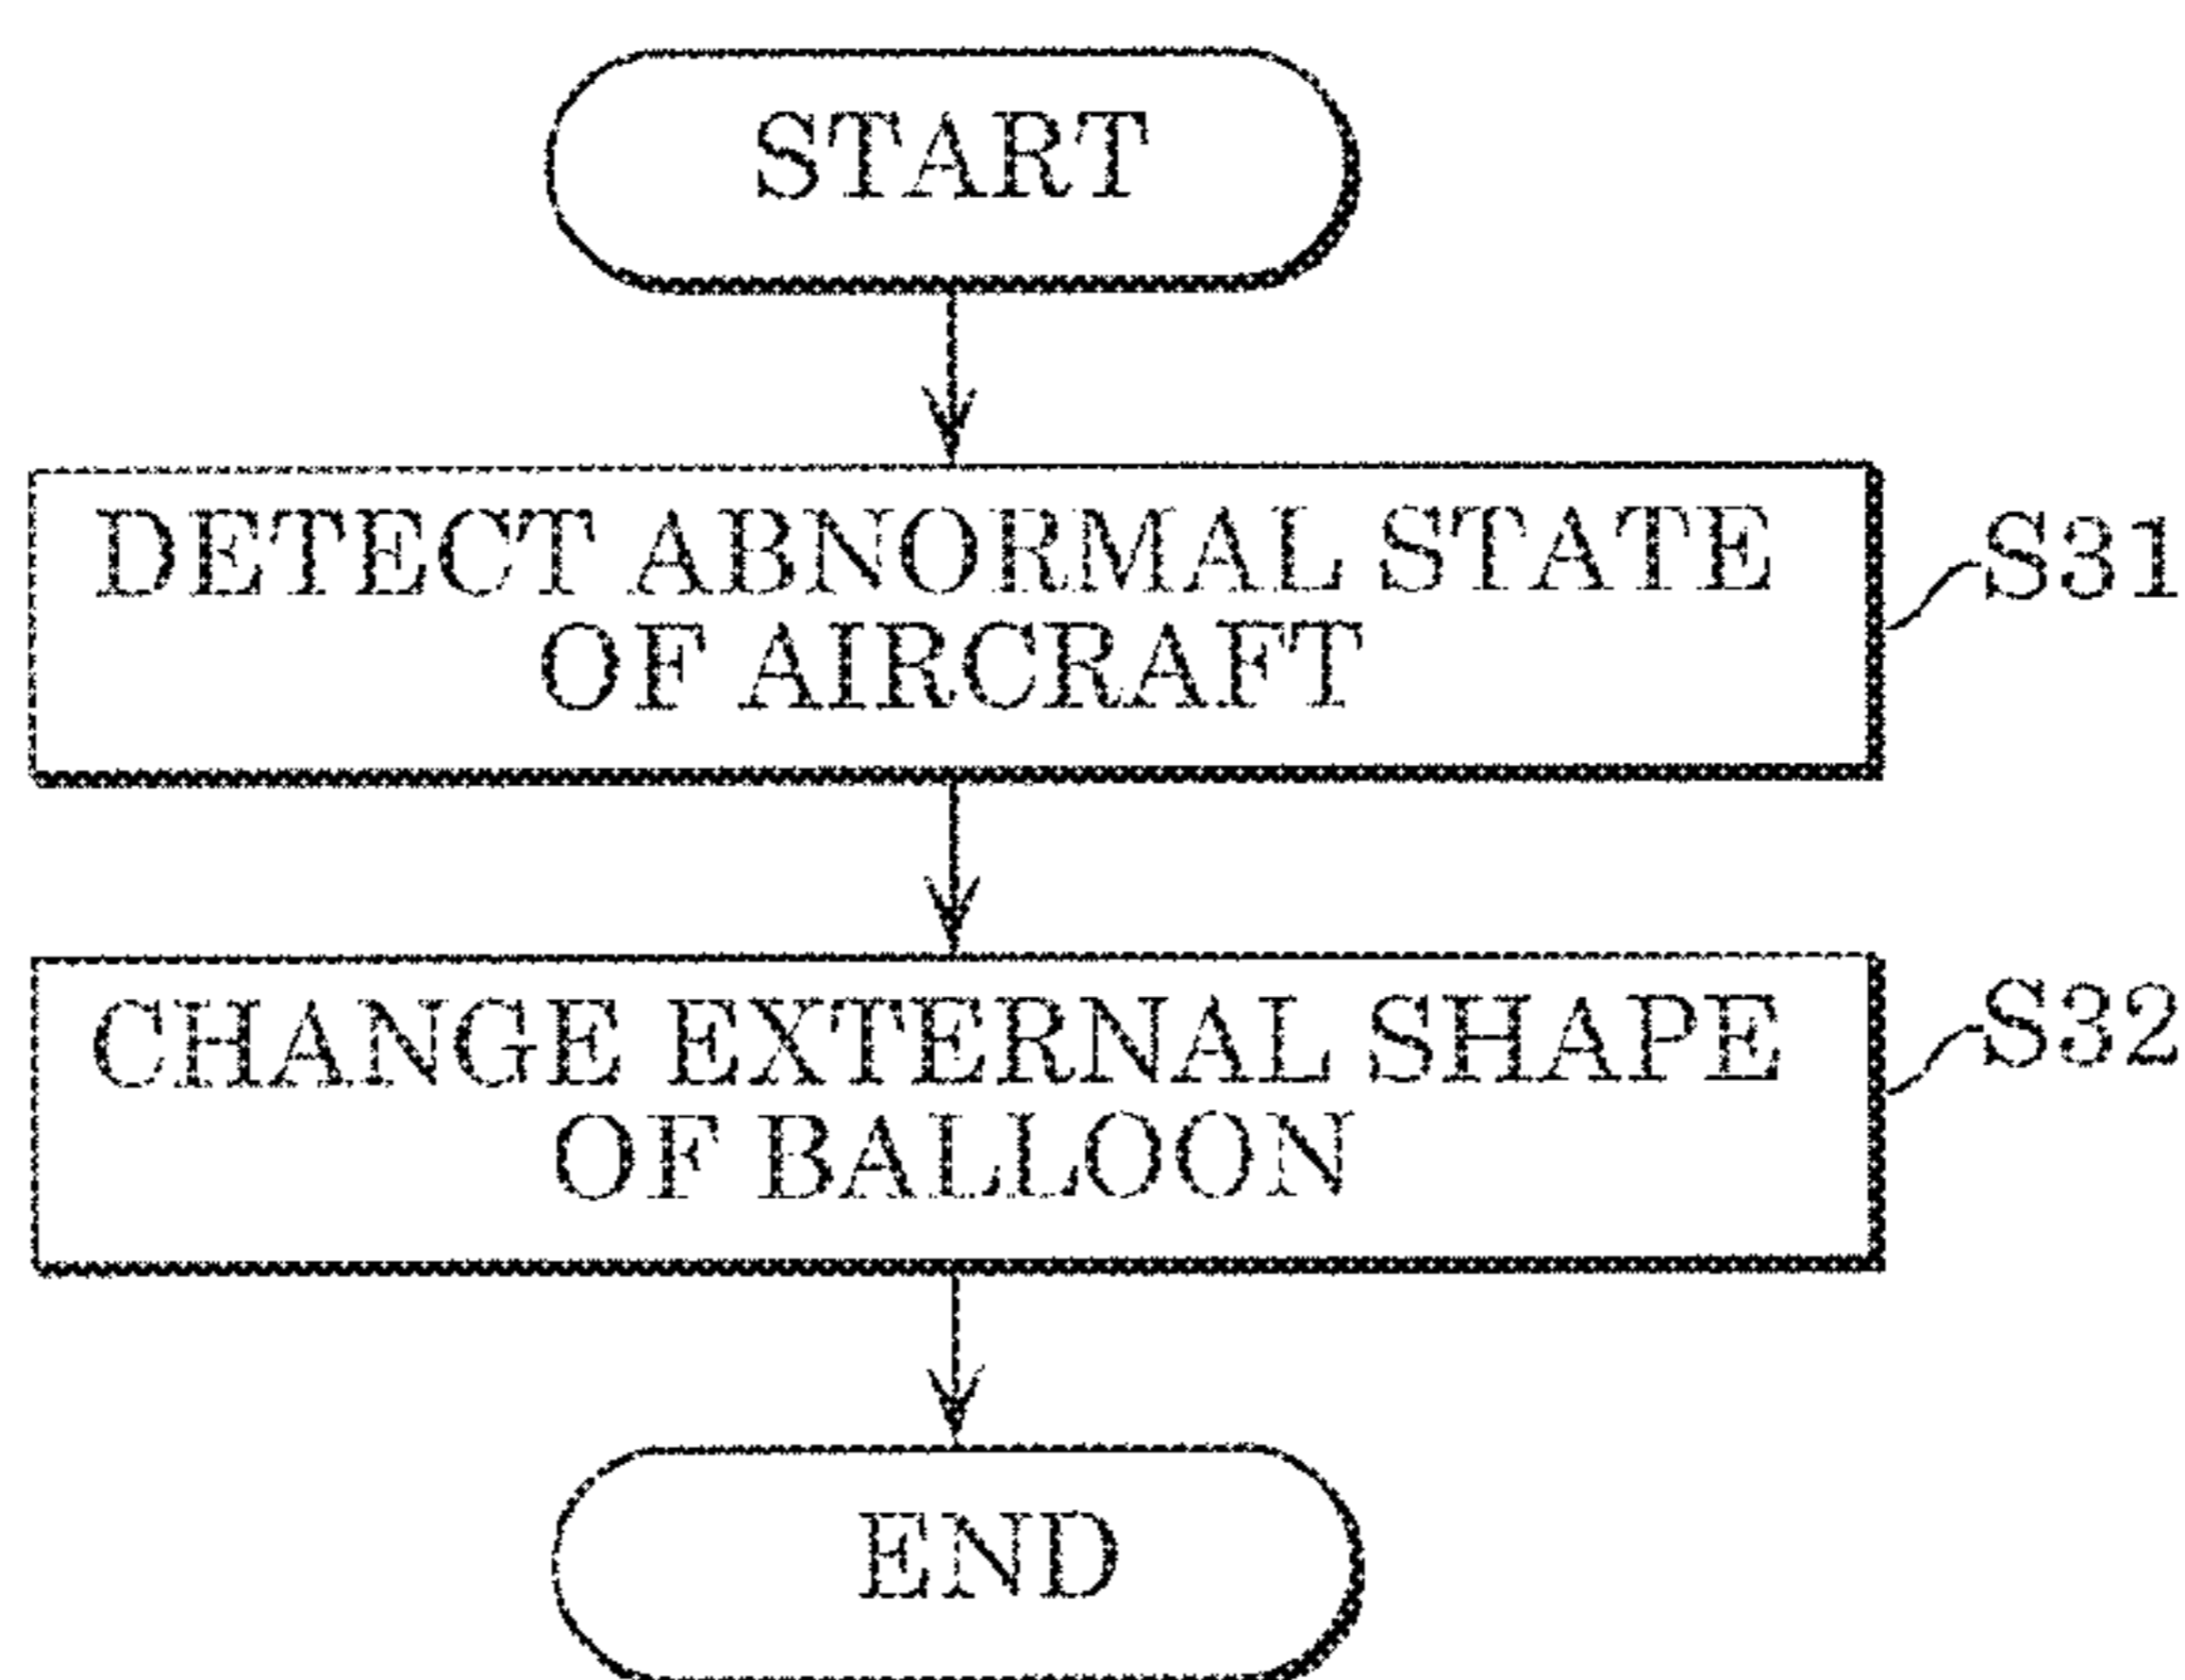 START
DETECT ABNORMAL STATE
OF AIRCRAFT
S31
CHANGE EXTERNAL SHAPE
OF BALLOON
S32
END